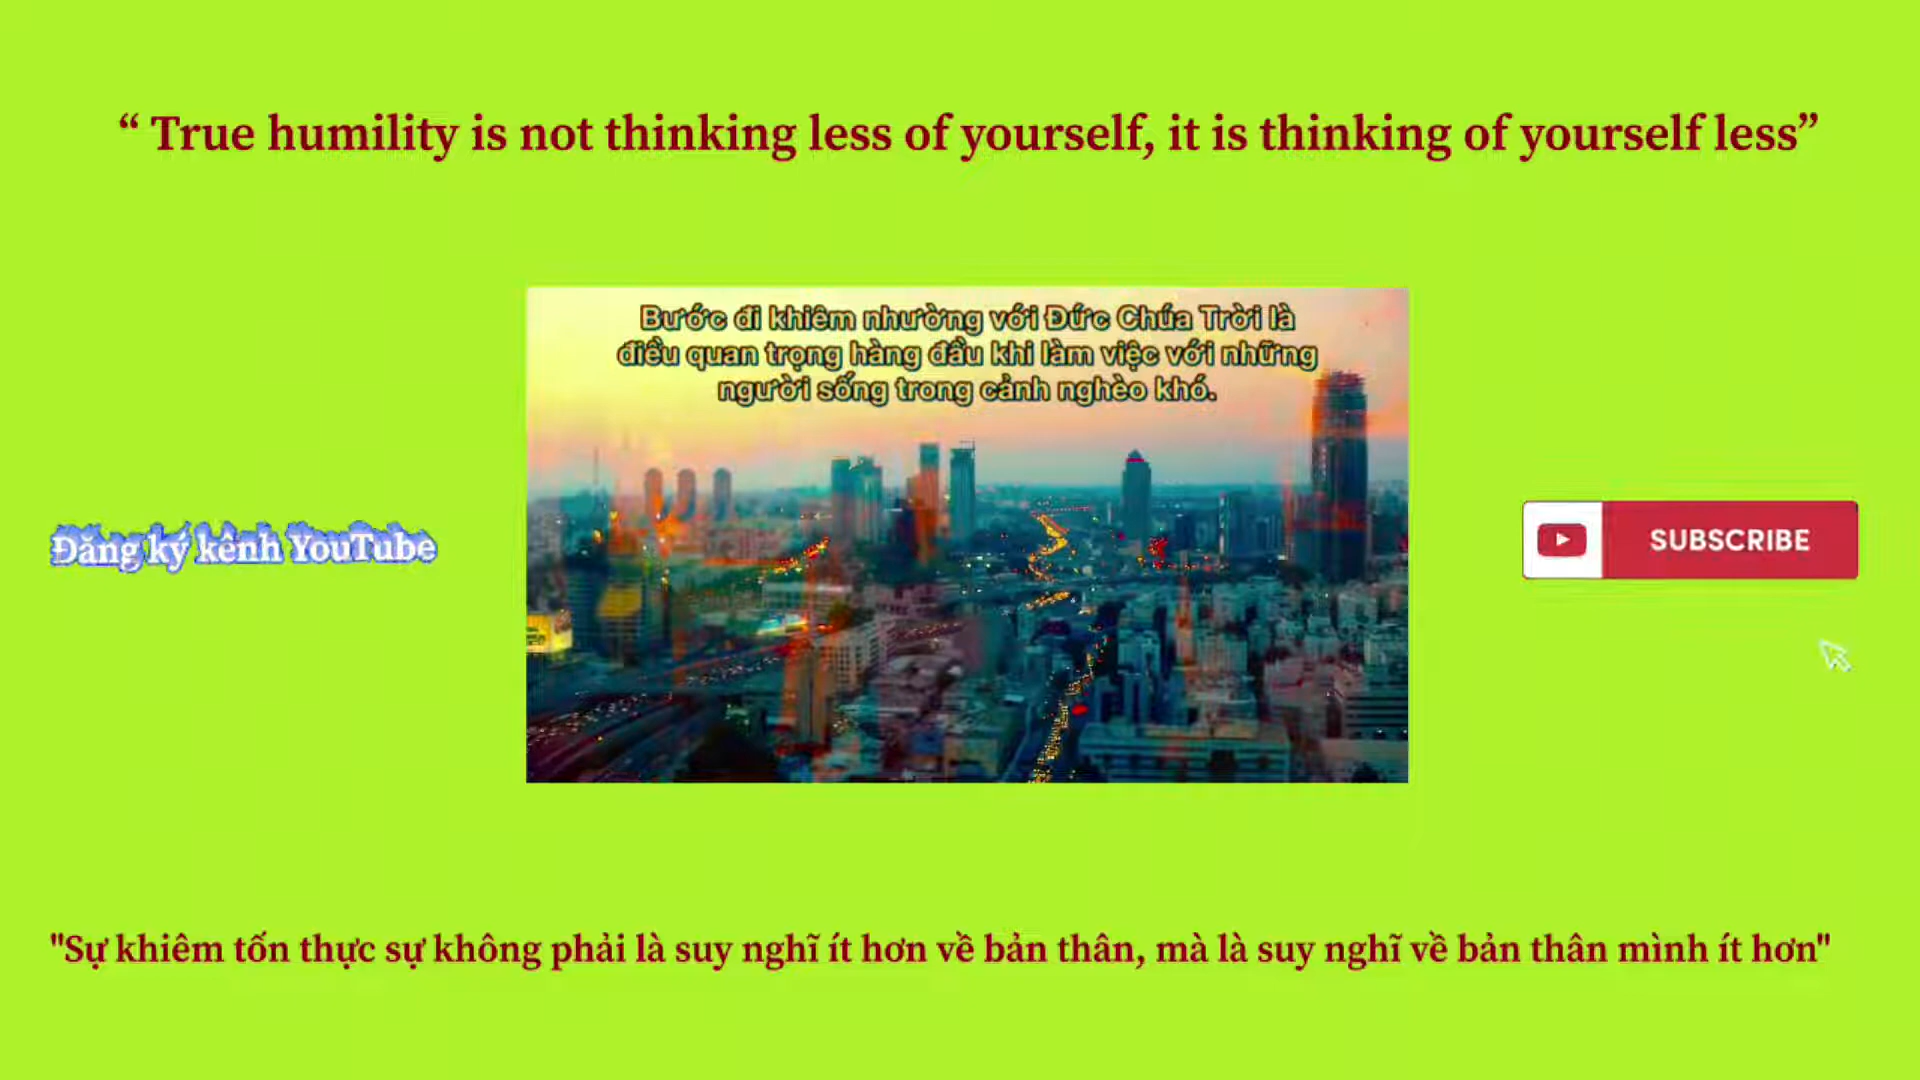 “ True humility is not thinking less of yourself, it is thinking of yourself less”
Bước đi khiêm nhường với Đức Chúa Trời là
điều quan trọng hàng đầu khi làm việc với những
người sống trong cảnh nghèo khó.
Đăng ký kênh YouTube
SUBSCRIBE
"Sự khiêm tốn thực sự không phải là suy nghĩ ít hơn về bản thân, mà là suy nghĩ về bản thân mình ít hơn"